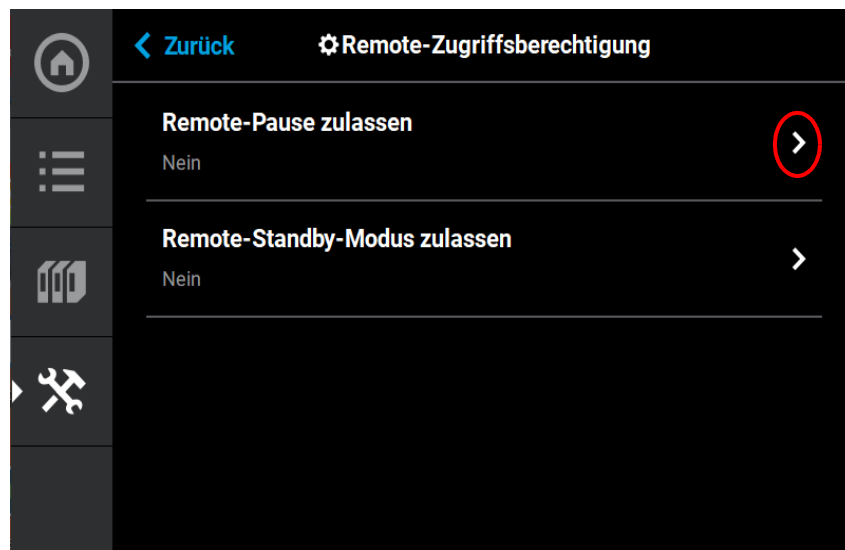 Zurück
Remote-Zugriffsberechtigung
Remote-Pause zulassen
Nein
Remote-Standby-Modus zulassen
Nein